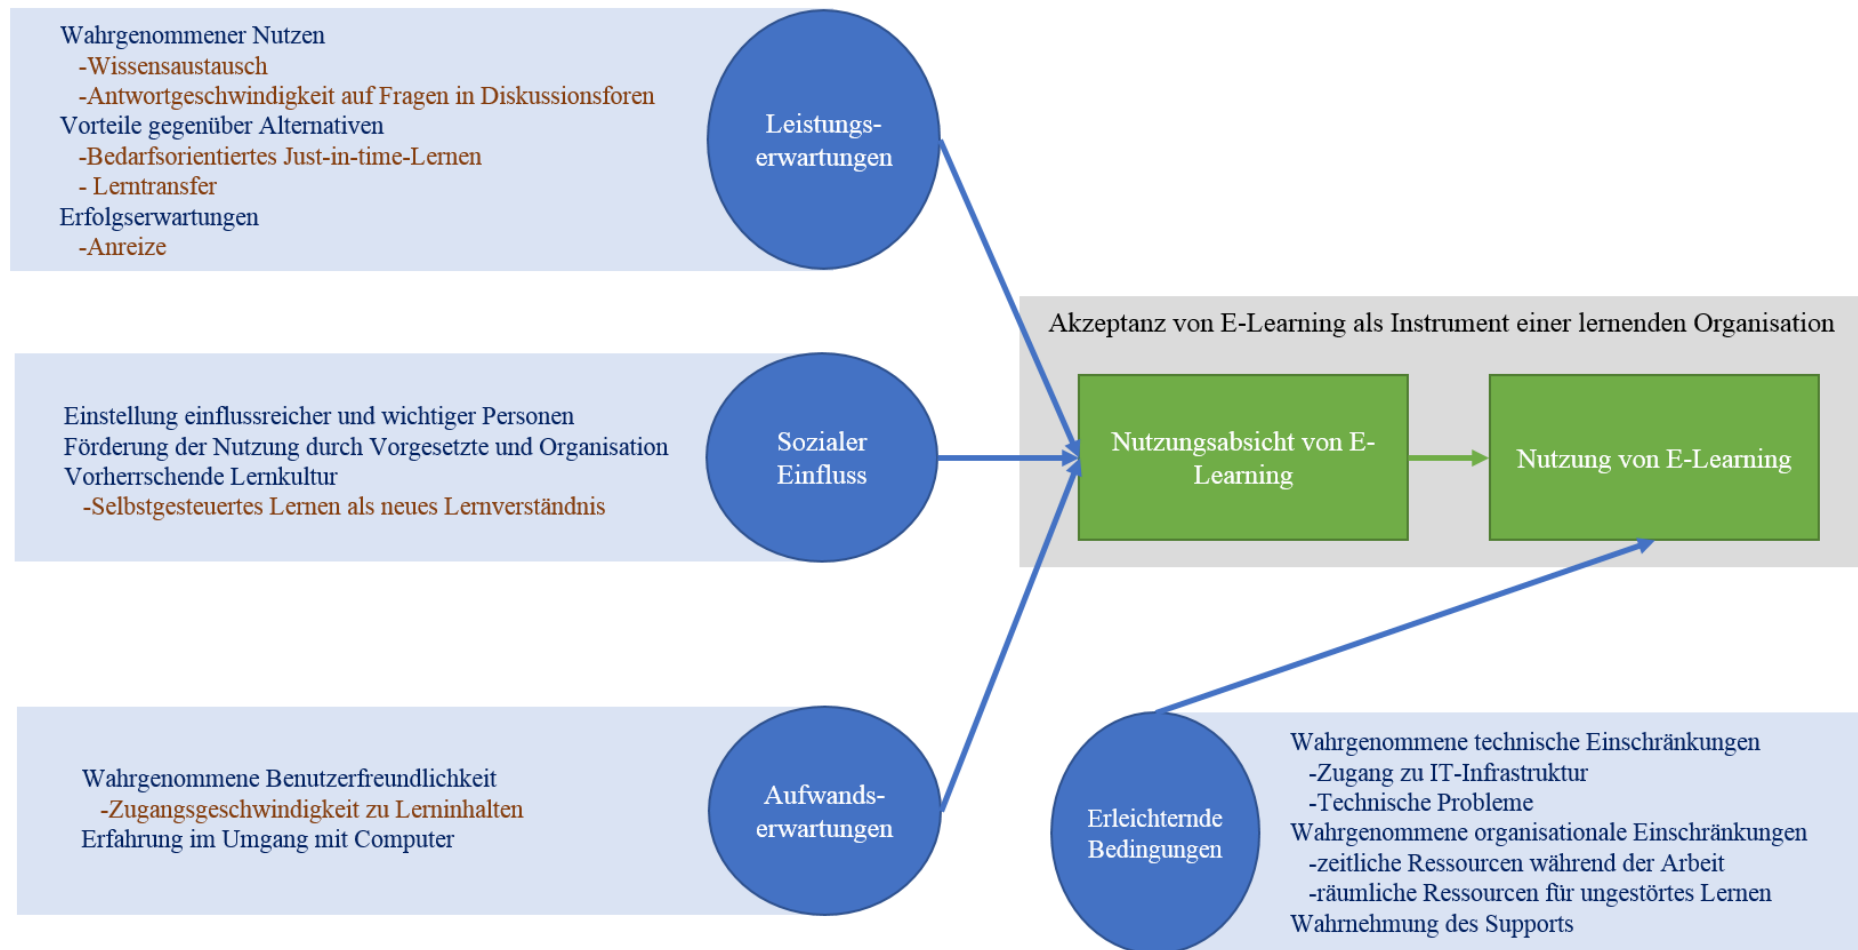 Wahrgenommener Nutzen
-Wissensaustausch
-Antwortgeschwindigkeit auf Fragen in Diskussionsforen
Vorteile gegenüber Alternativen
-Bedarfsorientiertes Just-in-time-Lernen
- Lerntransfer
Erfolgserwartungen
-Anreize
Leistungs-
erwartungen
Akzeptanz von E-Learning als Instrument einer lernenden Organisation
Einstellung einflussreicher und wichtiger Personen
Förderung der Nutzung durch Vorgesetzte und Organisation
Vorherrschende Lernkultur
-Selbstgesteuertes Lernen als neues Lernverständnis
Sozialer
Einfluss
Nutzungsabsicht von E-
Learning
Nutzung von E-Learning
Wahrgenommene Benutzerfreundlichkeit
-Zugangsgeschwindigkeit zu Lerninhalten
Erfahrung im Umgang mit Computer
Aufwands-
erwartungen
Erleichternde
Bedingungen
Wahrgenommene technische Einschränkungen
-Zugang zu IT-Infrastruktur
-Technische Probleme
Wahrgenommene organisationale Einschränkungen
-zeitliche Ressourcen während der Arbeit
-räumliche Ressourcen für ungestörtes Lernen
Wahrnehmung des Supports